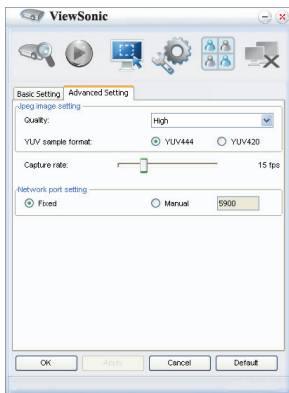 ViewSonic
Basic Setting Advanced Setting
Jpeg image setting
Quality: High
YUV sample format: YUV444 YUV420
Capture rate: 15 fps
Network port setting
Fixed Manual 5900
OK Apply Cancel Default